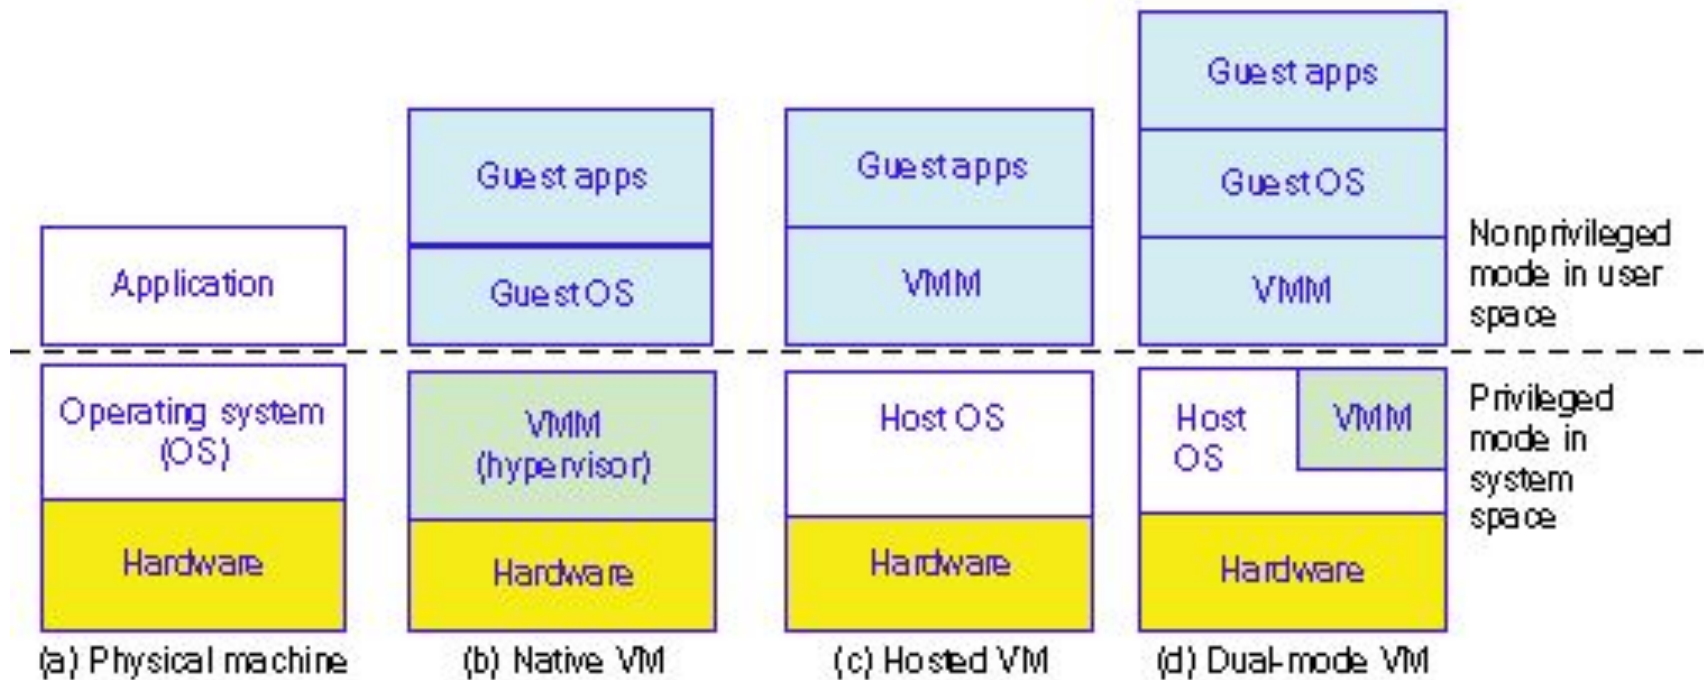 Application
Operating system
(OS)
Hardware
(a) Physical machine
Guest apps
Guest OS
VMM
(hypervisor)
Hardware
(b) Native VM
Guest apps
VMM
Host OS
Hardware
(c) Hosted VM
Guest apps
Guest OS
VMM
Host
OS
VMM
Hardware
(d) Dual-mode VM
Nonprivileged
mode in user
space
Privileged
mode in
system
space